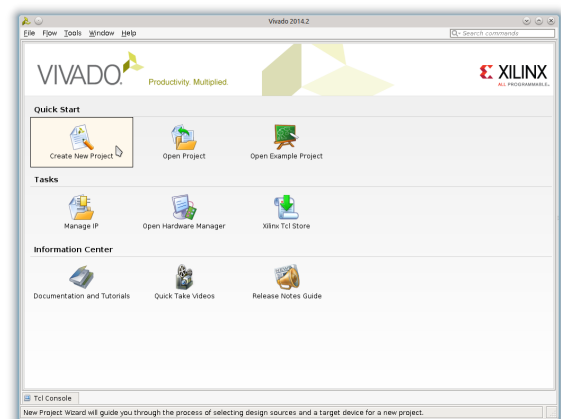 Vivado 2014.2
File Flow Tools Window Help
Search commands
VIVADO.
Productivity. Multiplied.
XILINX
ALL PROGRAMMABLE
Quick Start
Create New Project
Open Project
Open Example Project
Tasks
Manage IP
Open Hardware Manager
Xilinx Tcl Store
Information Center
Documentation and Tutorials
Quick Take Videos
Release Notes Guide
Tcl Console
New Project Wizard will guide you through the process of selecting design sources and a target device for a new project.